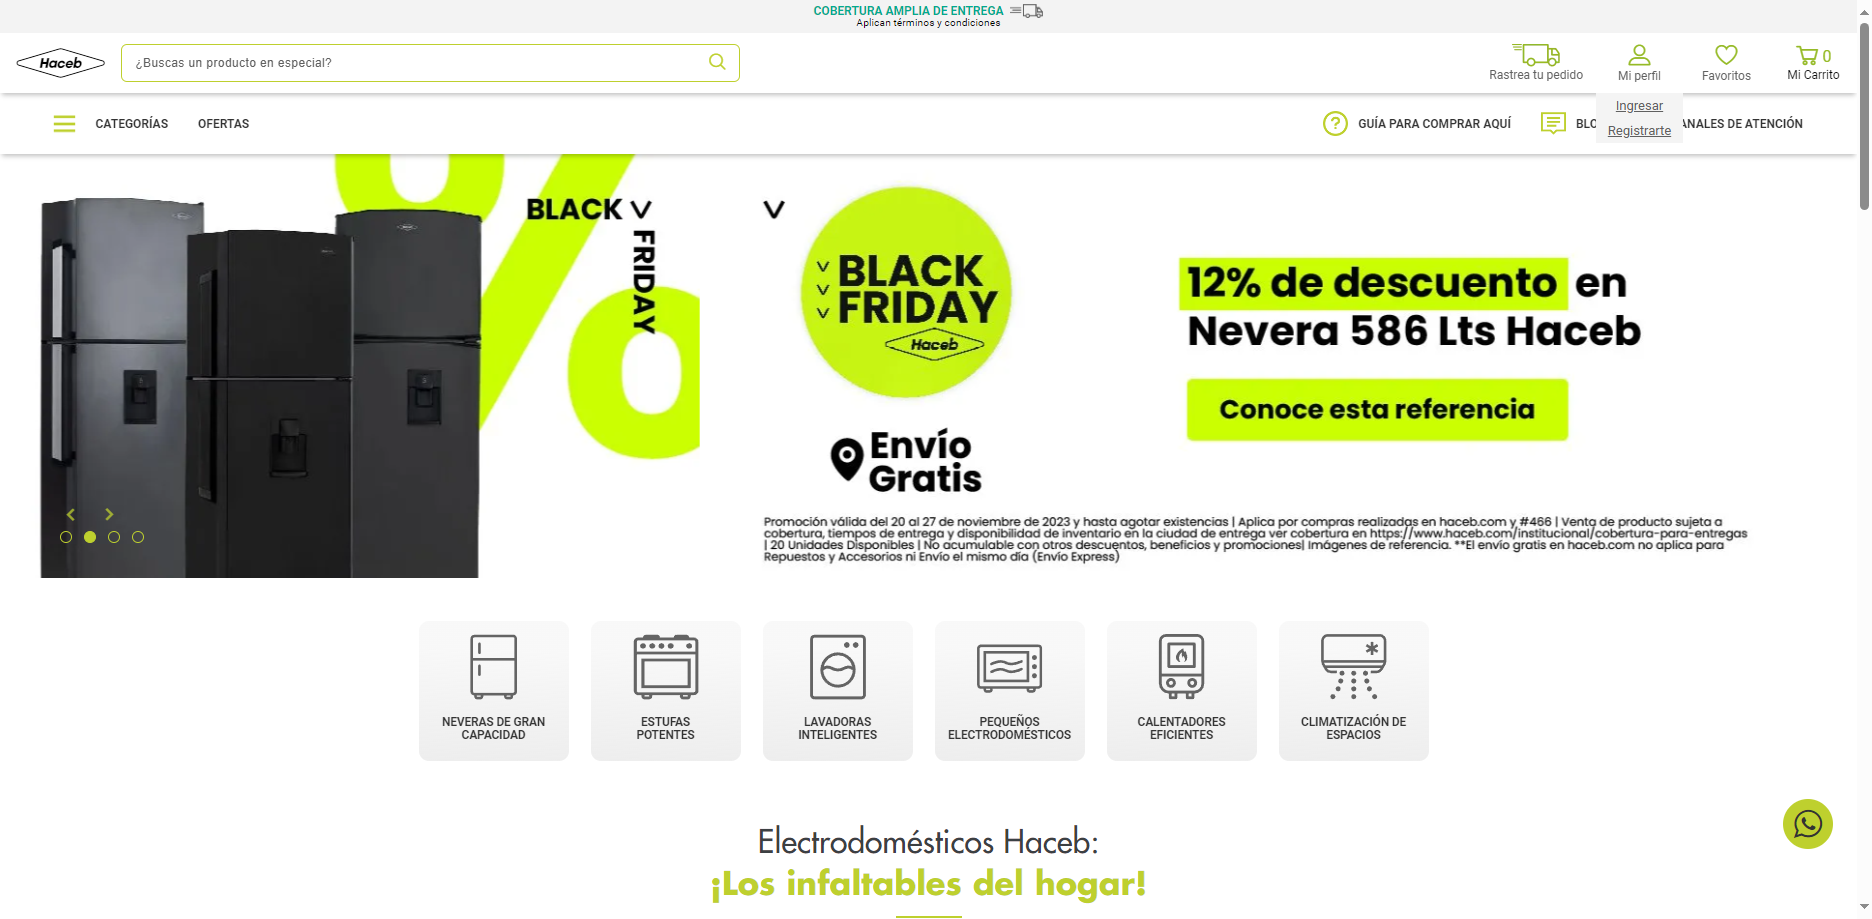 COBERTURA AMPLIA DE ENTREGA
Aplican términos y condiciones
Haceb
¿Buscas un producto en especial?
Rastrea tu pedido
Mi perfil
Favoritos
0
Mi Carrito
Ingresar
Registrarte
CATEGORÍAS
OFERTAS
GUÍA PARA COMPRAR AQUÍ
BLO
ANALES DE ATENCIÓN
BLACK
FRIDAY
BLACK
FRIDAY
Haceb
Envío
Gratis
12% de descuento en
Nevera 586 Lts Haceb
Conoce esta referencia
Promoción válida del 20 al 27 de noviembre de 2023 y hasta agotar existencias | Aplica por compras realizadas en haceb.com y #466 | Venta de producto sujeta a
cobertura, tiempos de entrega y disponibilidad de inventario en la ciudad de entrega ver cobertura en https://www.haceb.com/institucional/cobertura-para-entregas
| 20 Unidades Disponibles | No acumulable con otros descuentos, beneficios y promociones| Imágenes de referencia. **El envío gratis en haceb.com no aplica para
Repuestos y Accesorios ni Envío el mismo día (Envío Express)
NEVERAS DE GRAN
CAPACIDAD
ESTUFAS
POTENTES
LAVADORAS
INTELIGENTES
PEQUEÑOS
ELECTRODOMÉSTICOS
CALENTADORES
EFICIENTES
CLIMATIZACIÓN DE
ESPACIOS
Electrodomésticos Haceb:
¡Los infaltables del hogar!